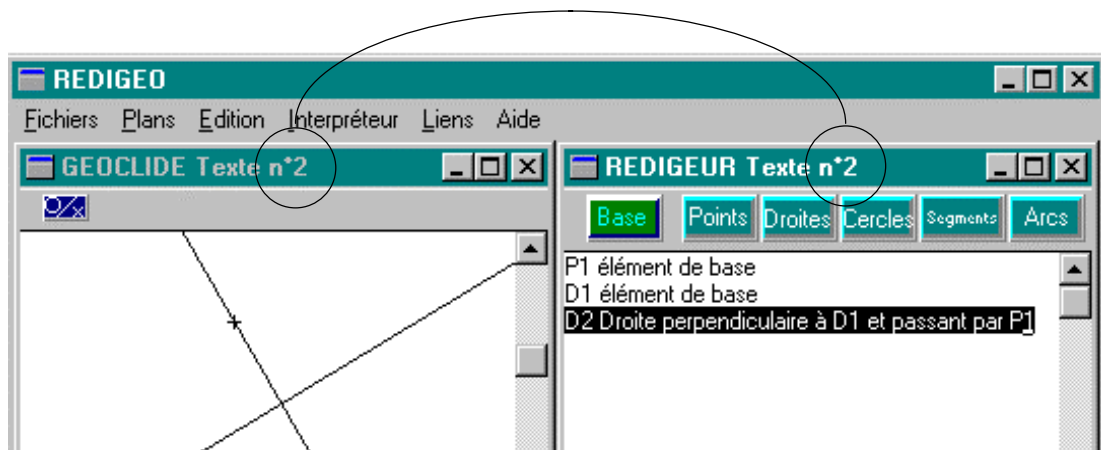 REDIGEO
Fichiers Plans Edition Interpréteur Liens Aide
GEOCLIDE Texte n°2
REDIGEUR Texte n°2
Base Points Droites Cercles Segments Arcs
P1 élément de base
D1 élément de base
D2 Droite perpendiculaire à D1 et passant par P1